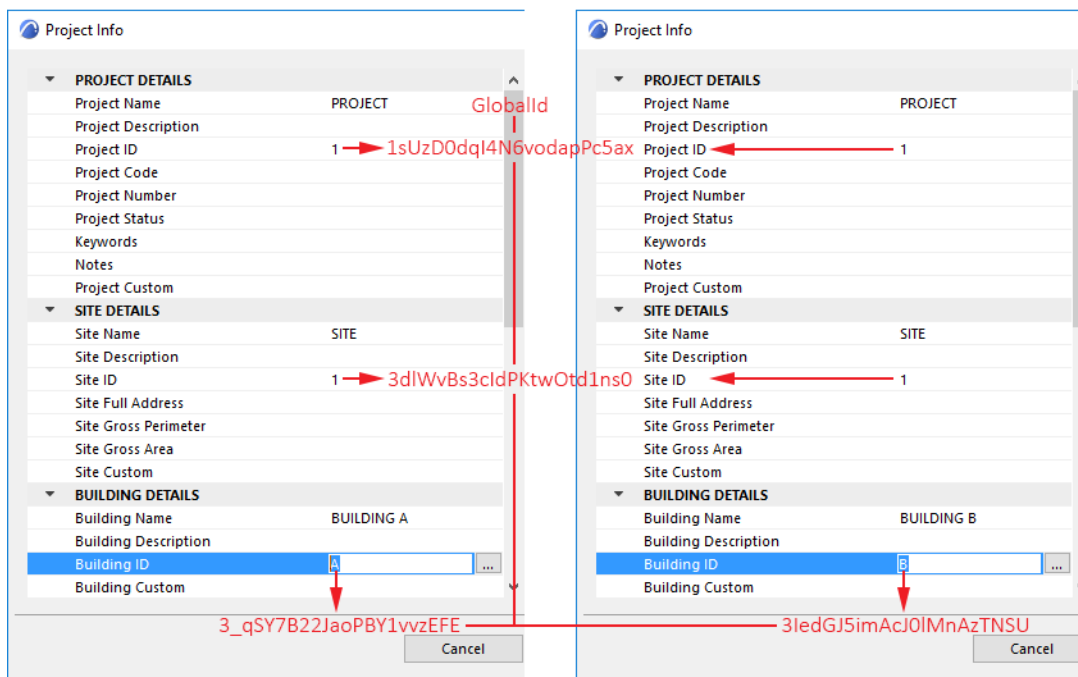 Project Info
PROJECT DETAILS
Project Name PROJECT
Project Description
Project ID 1
Project Code
Project Number
Project Status
Keywords
Notes
Project Custom
SITE DETAILS
Site Name SITE
Site Description
Site ID 1
Site Full Address
Site Gross Perimeter
Site Gross Area
Site Custom
BUILDING DETAILS
Building Name BUILDING A
Building Description
Building ID A ...
Building Custom
Cancel
GlobalId
1sUzD0dqI4N6vodapPc5ax
3dlWvBs3cIdPKtwOtd1ns0
3_qSY7B22JaoPBY1vvzEFE
3IedGJ5imAcJ0lMnAzTNSU
Project Info
PROJECT DETAILS
Project Name PROJECT
Project Description
Project ID 1
Project Code
Project Number
Project Status
Keywords
Notes
Project Custom
SITE DETAILS
Site Name SITE
Site Description
Site ID 1
Site Full Address
Site Gross Perimeter
Site Gross Area
Site Custom
BUILDING DETAILS
Building Name BUILDING B
Building Description
Building ID B ...
Building Custom
Cancel